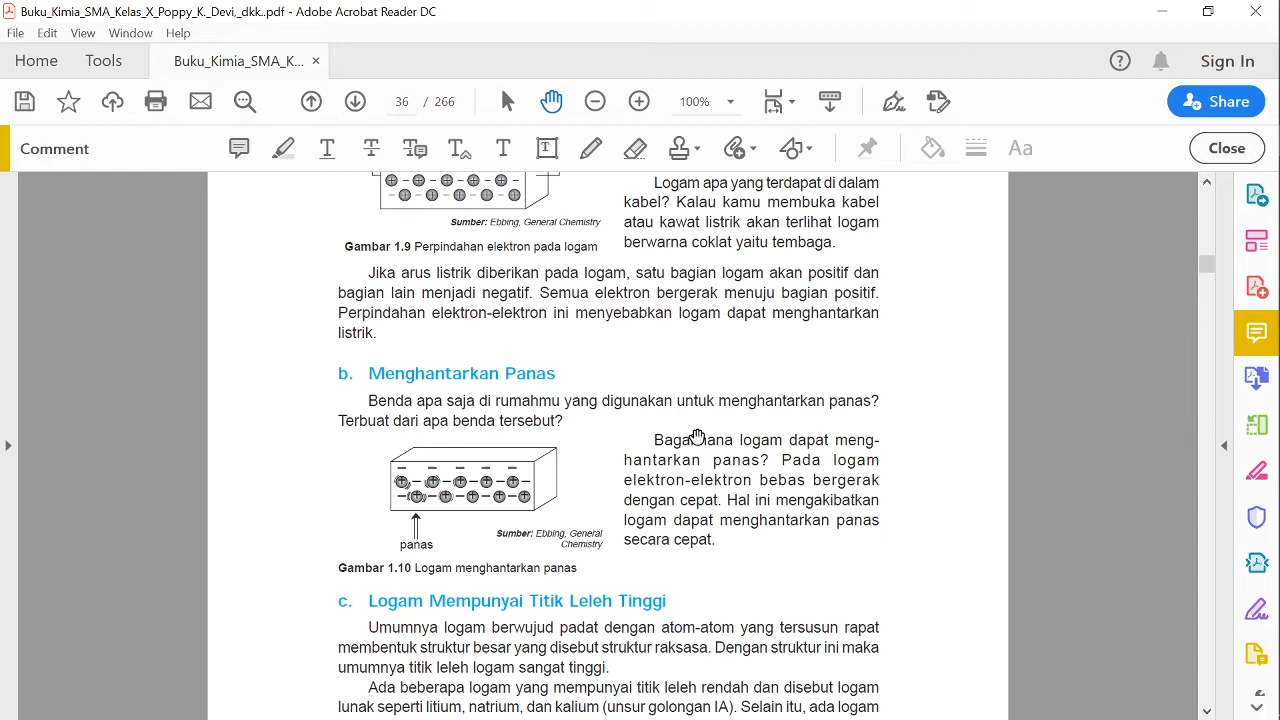 Buku_Kimia_SMA_Kelas_X_Poppy_K_Devi,_dkk..pdf - Adobe Acrobat Reader DC
File Edit View Window Help
Home Tools Buku_Kimia_SMA_K... × Sign In
36 / 266 100% Share
Comment T T T T T Aa Close
Logam apa yang terdapat di dalam
kabel? Kalau kamu membuka kabel
atau kawat listrik akan terlihat logam
berwarna coklat yaitu tembaga.
Sumber: Ebbing, General Chemistry
Gambar 1.9 Perpindahan elektron pada logam
Jika arus listrik diberikan pada logam, satu bagian logam akan positif dan
bagian lain menjadi negatif. Semua elektron bergerak menuju bagian positif.
Perpindahan elektron-elektron ini menyebabkan logam dapat menghantarkan
listrik.
b. Menghantarkan Panas
Benda apa saja di rumahmu yang digunakan untuk menghantarkan panas?
Terbuat dari apa benda tersebut?
panas
Sumber: Ebbing, General
Chemistry
Gambar 1.10 Logam menghantarkan panas
logam dapat meng-
hantarkan panas? Pada logam
elektron-elektron bebas bergerak
dengan cepat. Hal ini mengakibatkan
logam dapat menghantarkan panas
secara cepat.
c. Logam Mempunyai Titik Leleh Tinggi
Umumnya logam berwujud padat dengan atom-atom yang tersusun rapat
membentuk struktur besar yang disebut struktur raksasa. Dengan struktur ini maka
umumnya titik leleh logam sangat tinggi.
Ada beberapa logam yang mempunyai titik leleh rendah dan disebut logam
lunak seperti litium, natrium, dan kalium (unsur golongan IA). Selain itu, ada logam